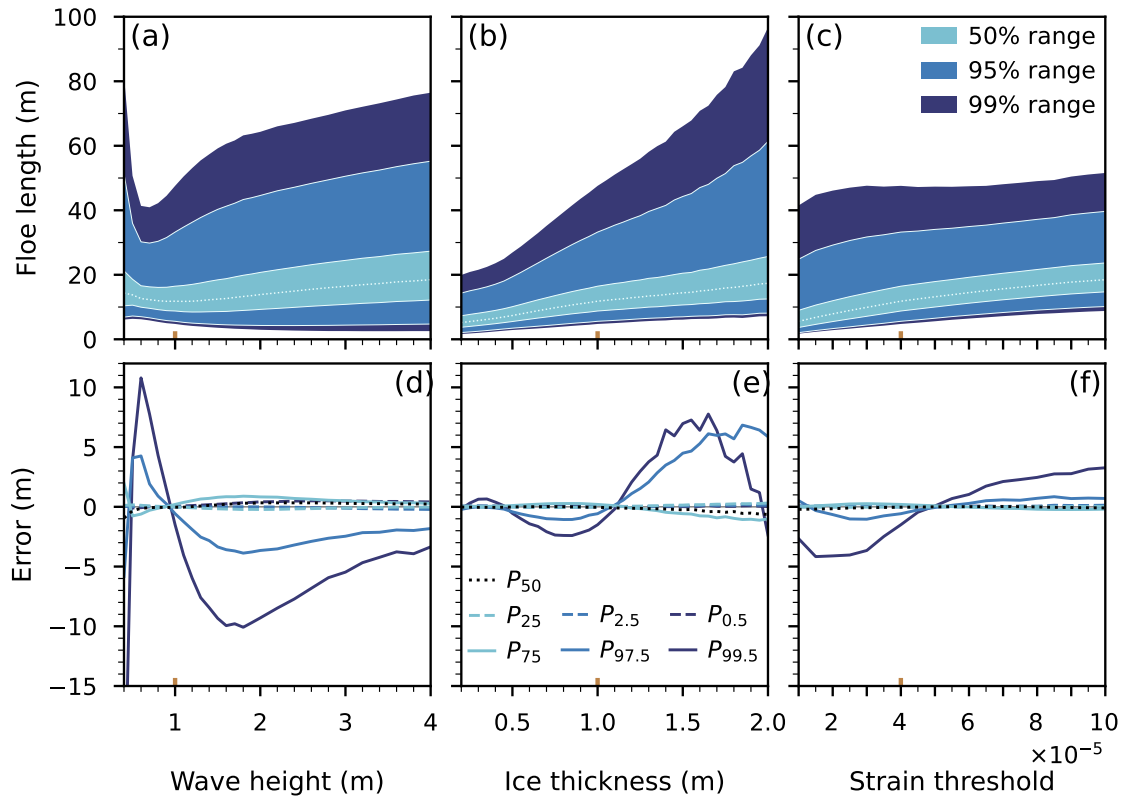 100
80
60
40
20
0
Floe length (m)
(a)
(b)
(c)
50% range
95% range
99% range
10
5
0
−5
−10
−15
Error (m)
(d)
(e)
(f)
P50
P25 P2.5 P0.5
P75 P97.5 P99.5
1 2 3 4
0.5 1.0 1.5 2.0
2 4 6 8 10
×10−5
Wave height (m)
Ice thickness (m)
Strain threshold